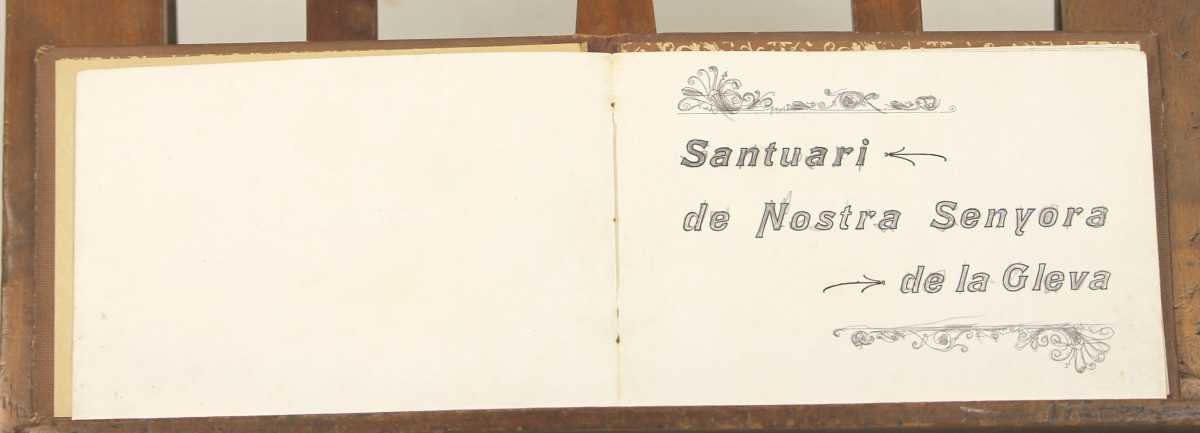 Santuari
de Nostra Senyora
de la Gleva